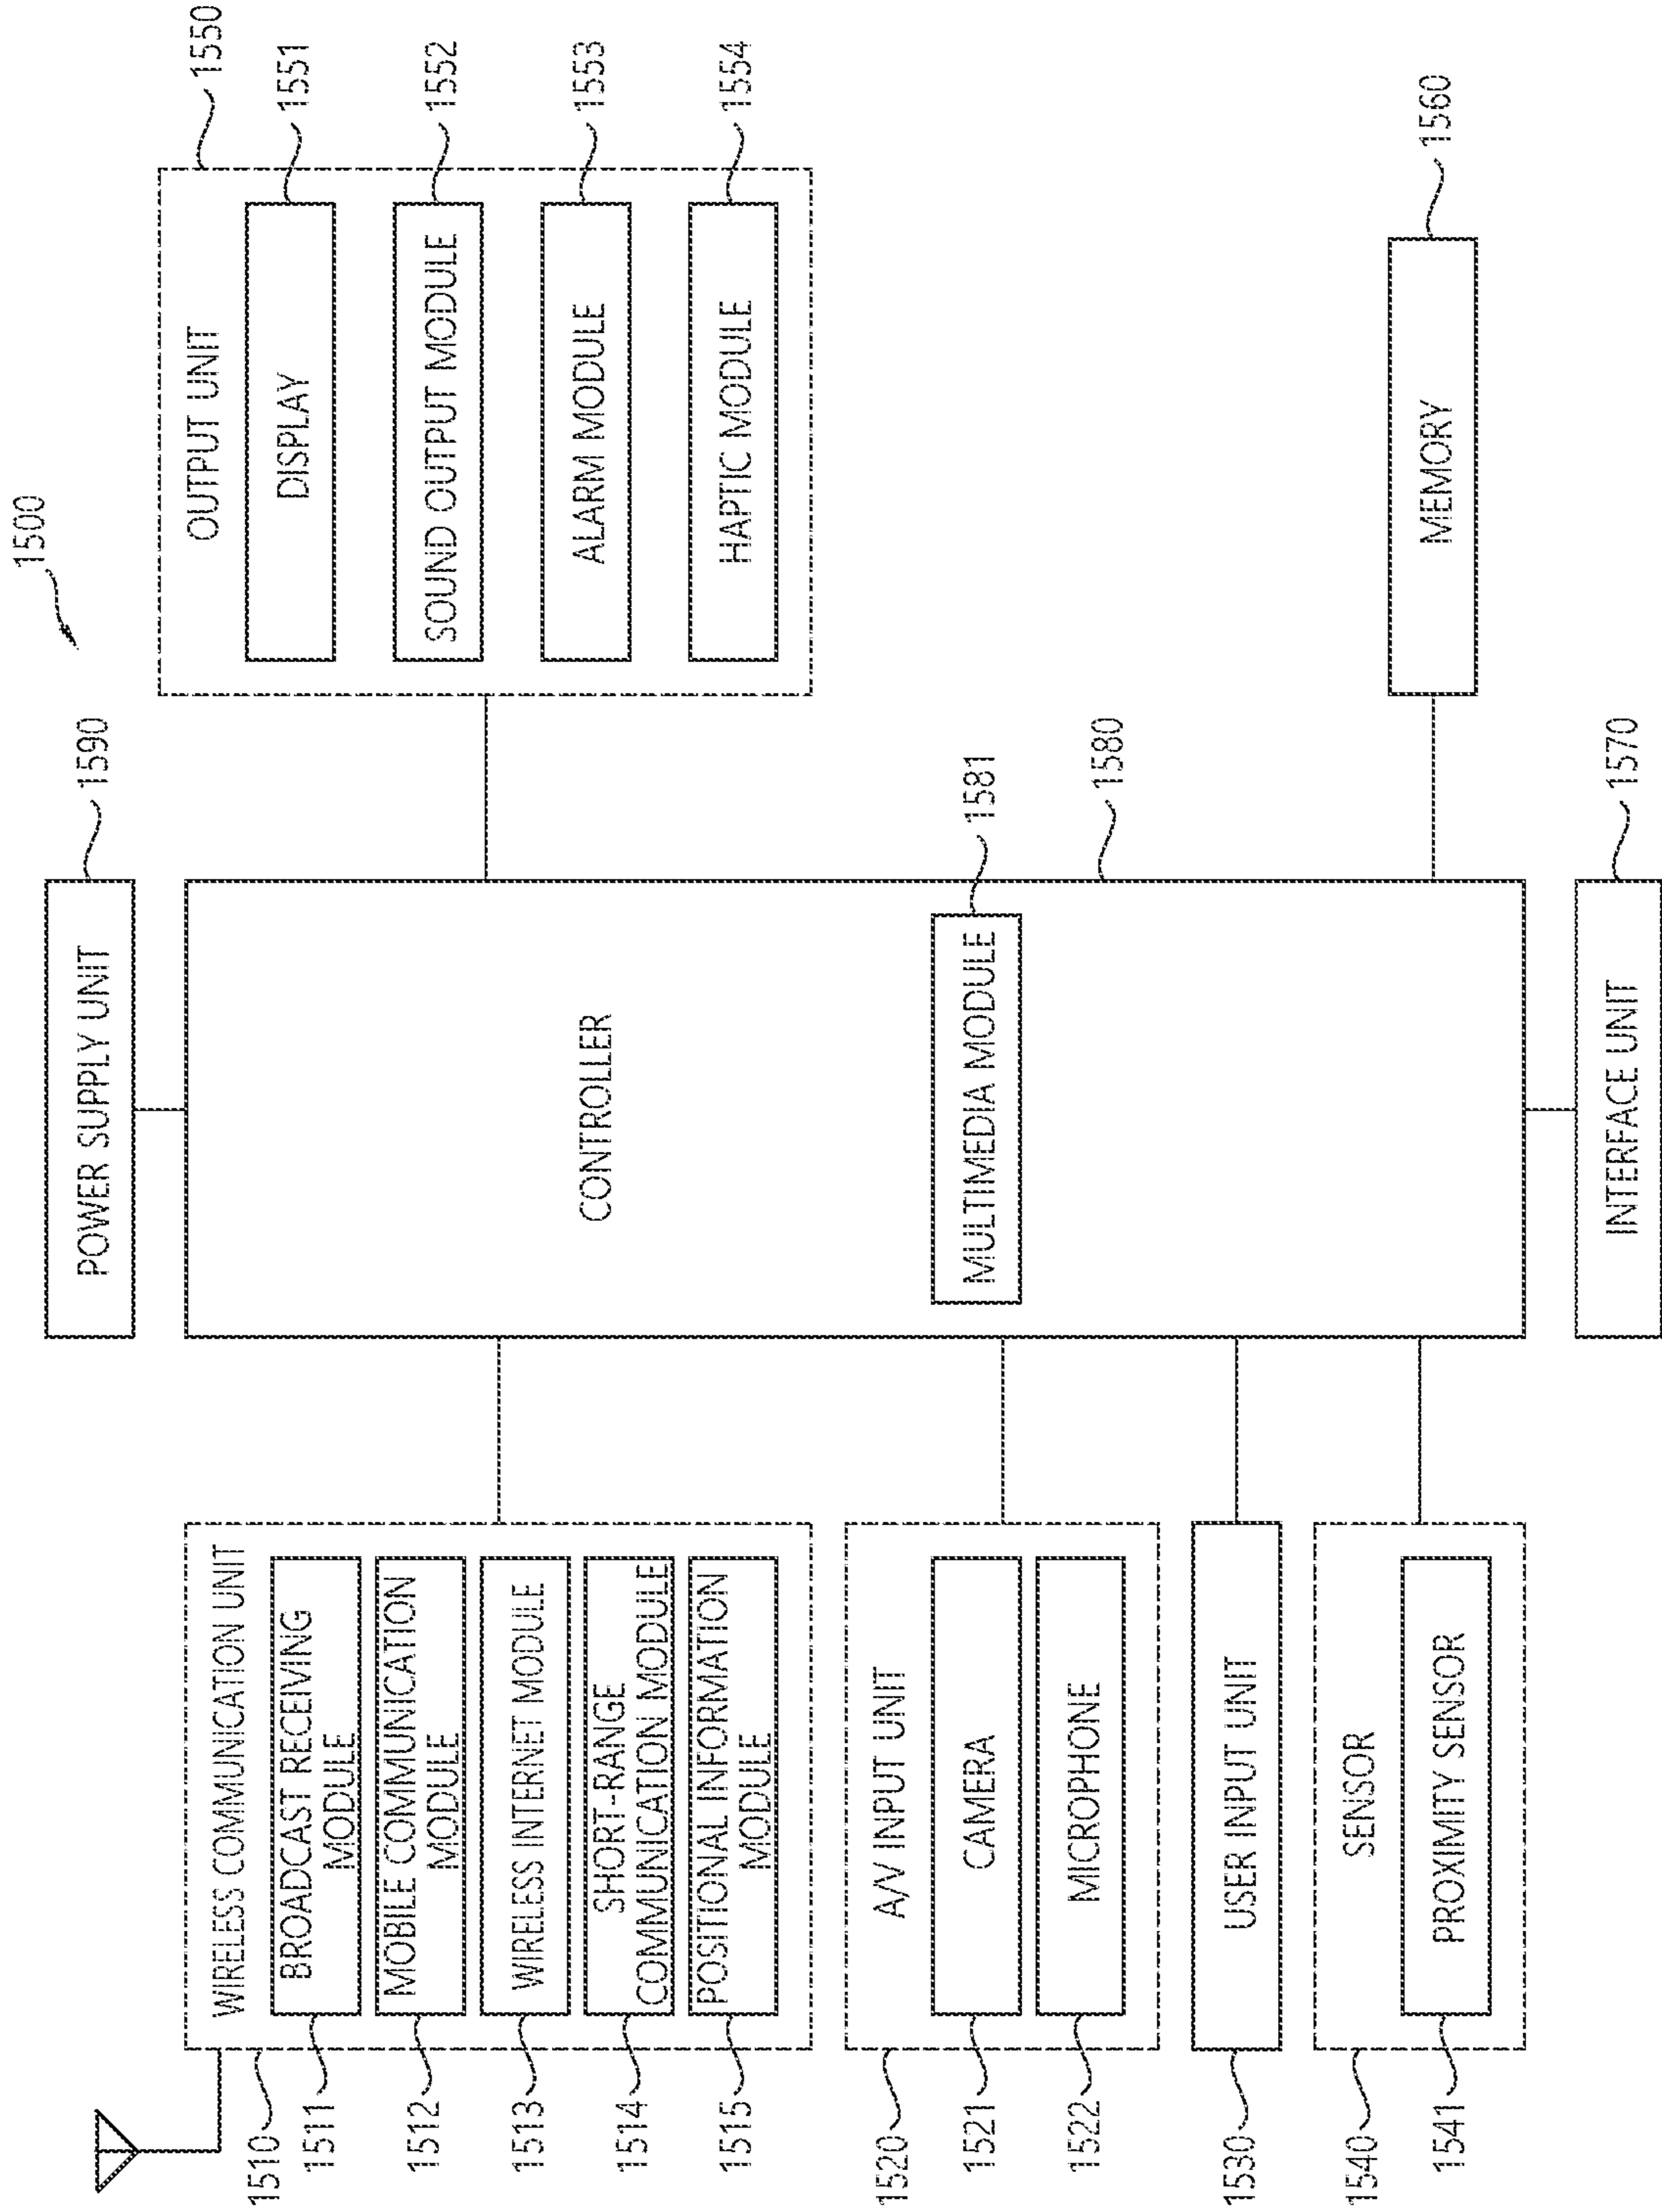 1500
1510
WIRELESS COMMUNICATION UNIT
1511
BROADCAST RECEIVING
MODULE
1512
MOBILE COMMUNICATION
MODULE
1513
WIRELESS INTERNET MODULE
1514
SHORT-RANGE
COMMUNICATION MODULE
1515
POSITIONAL INFORMATION
MODULE
1520
A/V INPUT UNIT
1521
CAMERA
1522
MICROPHONE
1530
USER INPUT UNIT
1540
SENSOR
1541
PROXIMITY SENSOR
POWER SUPPLY UNIT
1590
CONTROLLER
MULTIMEDIA MODULE
1581
1580
INTERFACE UNIT
1570
OUTPUT UNIT
1550
DISPLAY
1551
SOUND OUTPUT MODULE
1552
ALARM MODULE
1553
HAPTIC MODULE
1554
MEMORY
1560